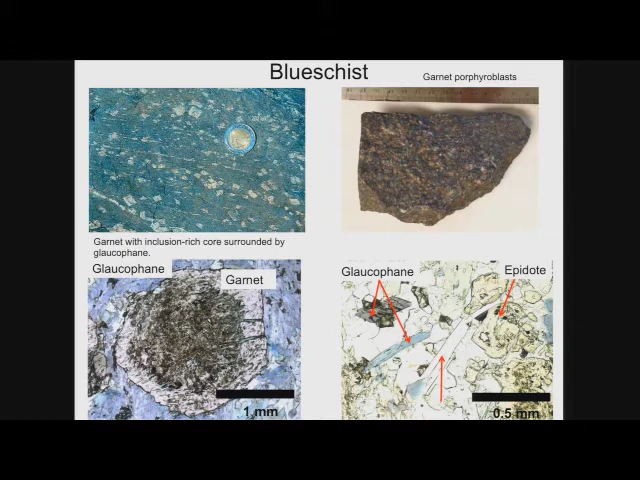 Blueschist
Garnet porphyroblasts
Garnet with inclusion-rich core surrounded by
glaucophane.
Glaucophane
Garnet
1 mm
Glaucophane
Epidote
0.5 mm